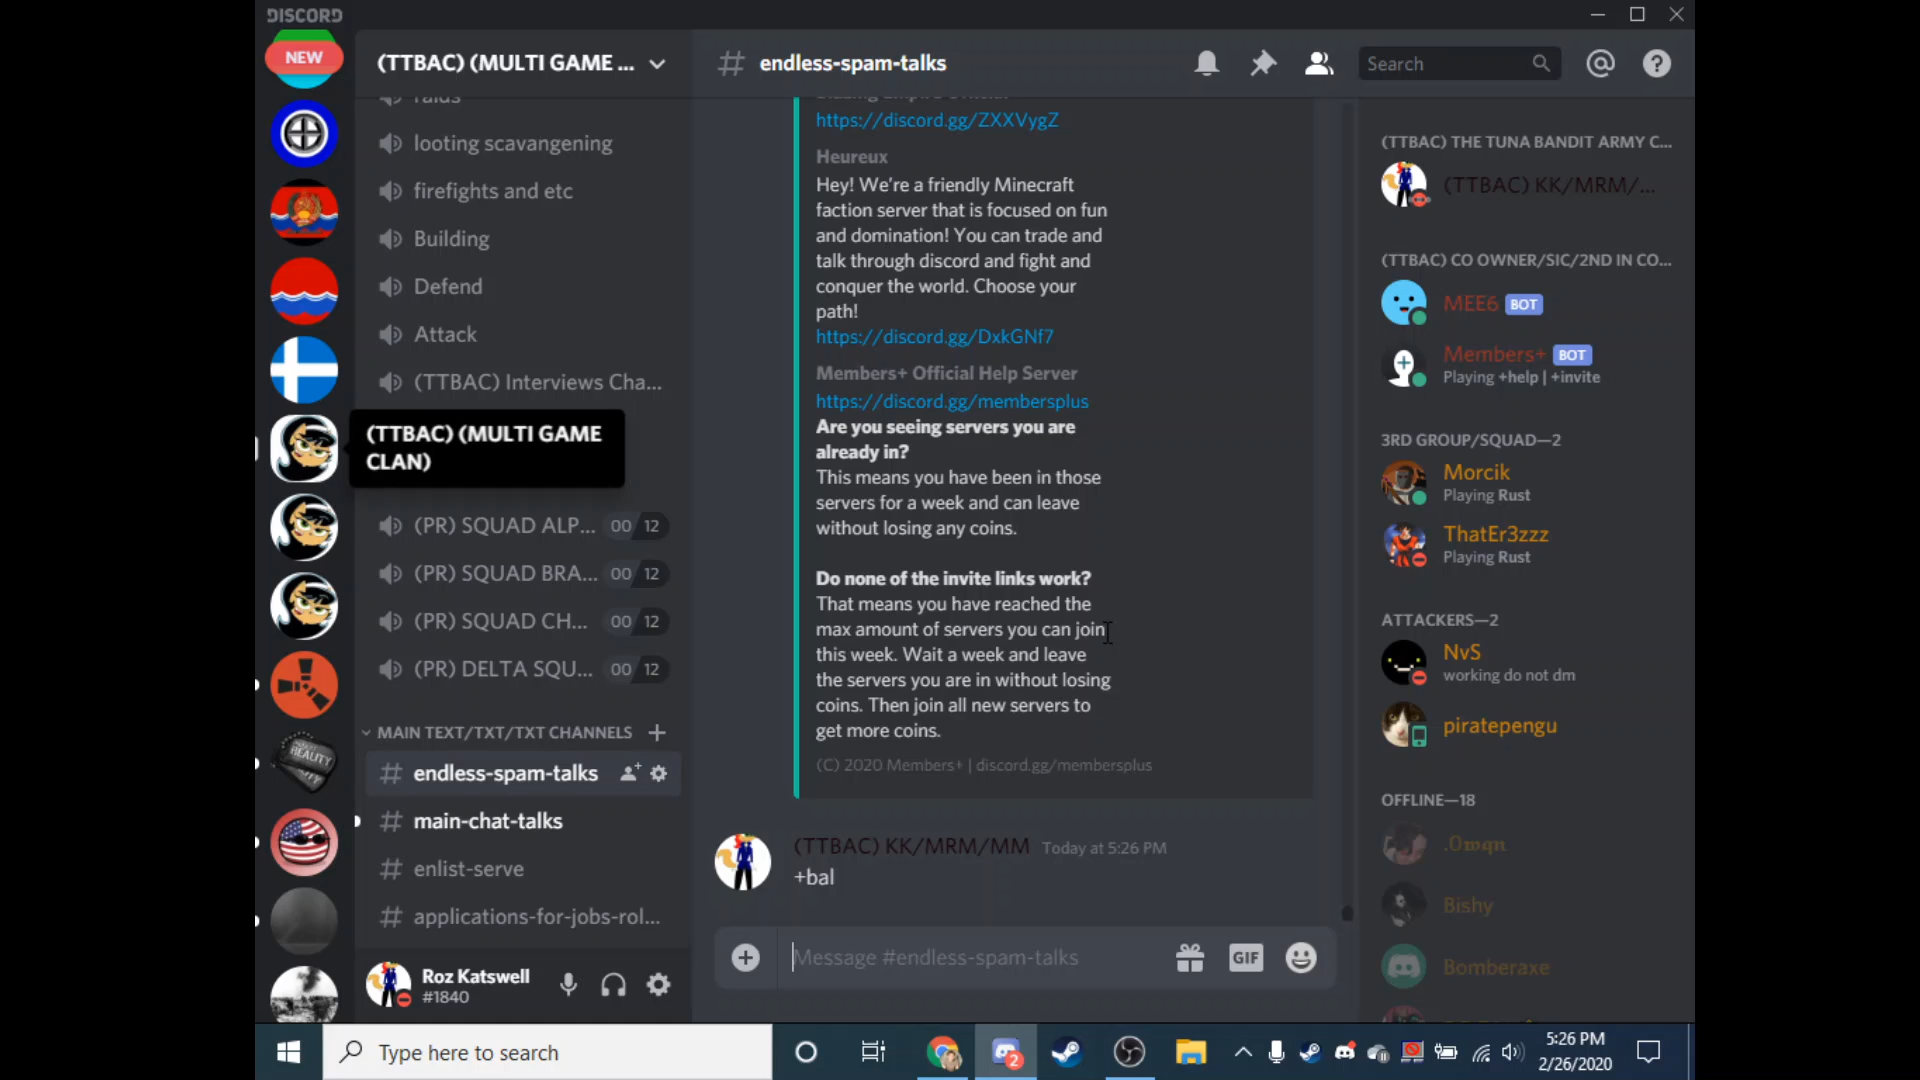 DISCORD
NEW
(TTBAC) (MULTI GAME ...
endless-spam-talks
Search
raids
looting scavangening
firefights and etc
Building
Defend
Attack
(TTBAC) Interviews Cha...
(TTBAC) (MULTI GAME
CLAN)
(PR) SQUAD ALP... 00 12
(PR) SQUAD BRA... 00 12
(PR) SQUAD CH... 00 12
(PR) DELTA SQU... 00 12
MAIN TEXT/TXT/TXT CHANNELS
endless-spam-talks
main-chat-talks
enlist-serve
applications-for-jobs-rol...
REALITY
Roz Katswell
#1840
https://discord.gg/ZXXVygZ
Heureux
Hey! We're a friendly Minecraft
faction server that is focused on fun
and domination! You can trade and
talk through discord and fight and
conquer the world. Choose your
path!
https://discord.gg/DxkGNf7
Members+ Official Help Server
https://discord.gg/membersplus
Are you seeing servers you are
already in?
This means you have been in those
servers for a week and can leave
without losing any coins.
Do none of the invite links work?
That means you have reached the
max amount of servers you can join
this week. Wait a week and leave
the servers you are in without losing
coins. Then join all new servers to
get more coins.
(C) 2020 Members+ | discord.gg/membersplus
(TTBAC) KK/MRM/MM Today at 5:26 PM
+bal
Message #endless-spam-talks
GIF
(TTBAC) THE TUNA BANDIT ARMY C...
(TTBAC) KK/MRM/...
(TTBAC) CO OWNER/SIC/2ND IN CO...
MEE6 BOT
Members+ BOT
Playing +help | +invite
3RD GROUP/SQUAD—2
Morcik
Playing Rust
ThatEr3zzz
Playing Rust
ATTACKERS—2
NvS
working do not dm
piratepengu
OFFLINE—18
.Omqn
Bishy
Bomberaxe
Type here to search
2
5:26 PM
2/26/2020